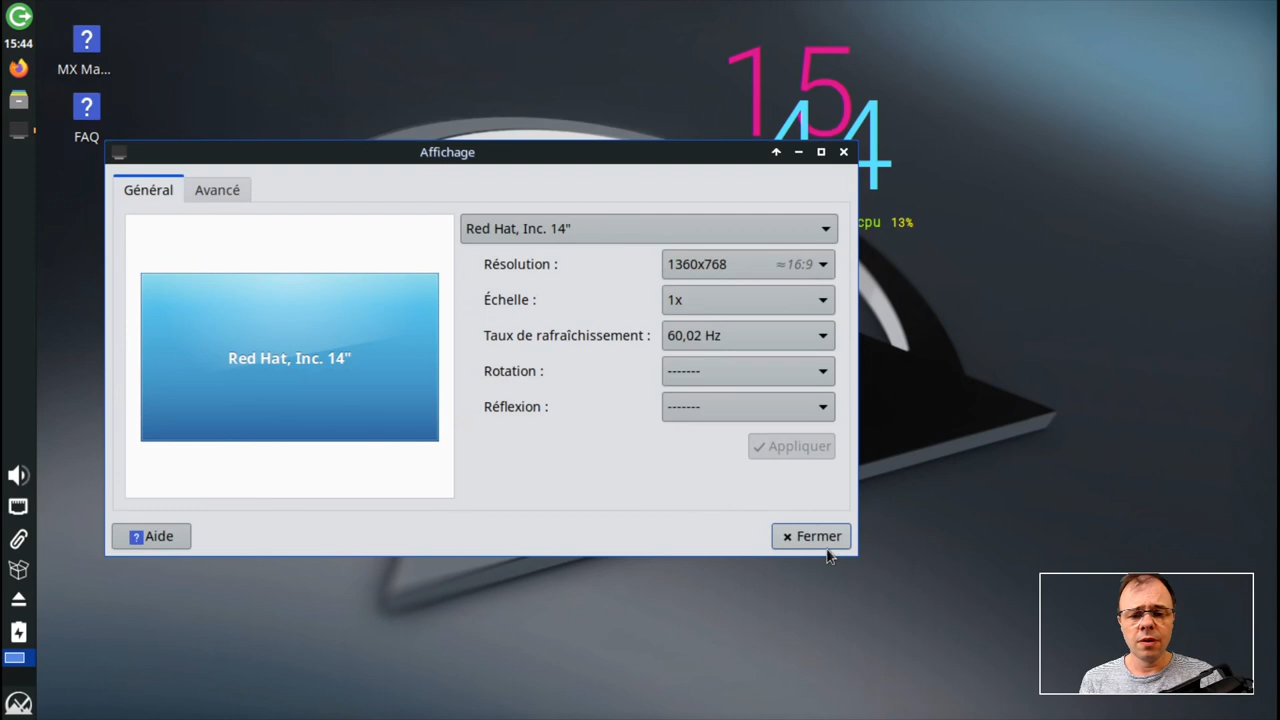 15:44
?
MX Ma...
?
FAQ
15
44
cpu 13%
Affichage
Général
Avancé
Red Hat, Inc. 14"
Red Hat, Inc. 14"
Résolution :
1360x768 ≈16:9
Échelle :
1x
Taux de rafraîchissement :
60,02 Hz
Rotation :
-------
Réflexion :
-------
Appliquer
? Aide
Fermer